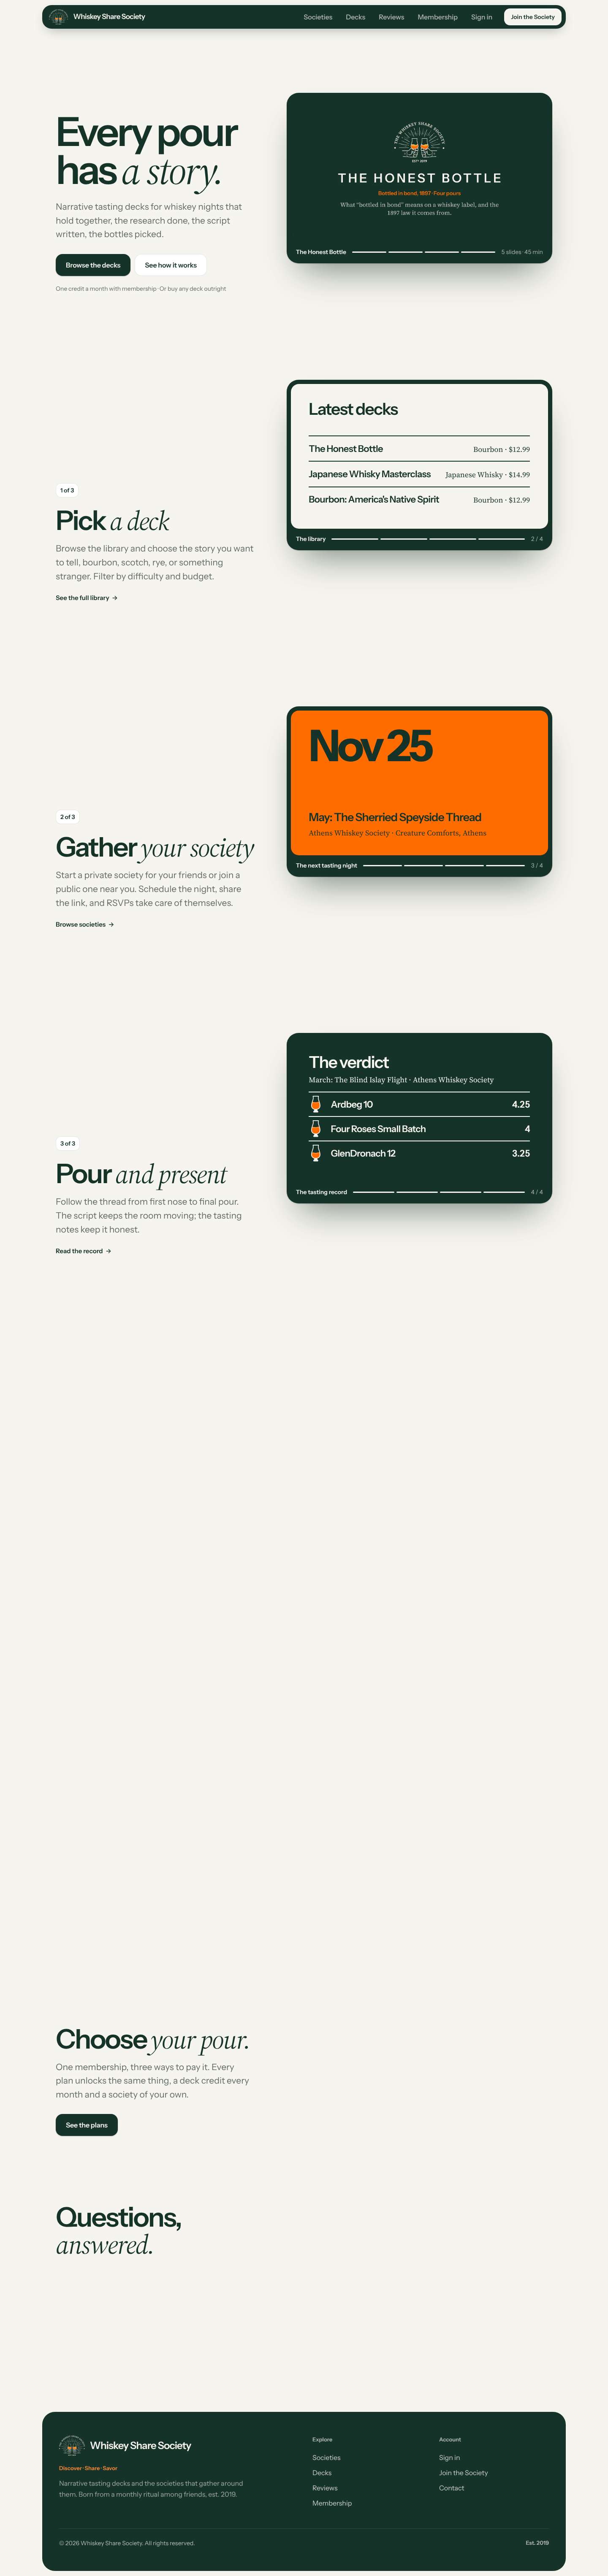 Whiskey Share Society
Societies
Decks
Reviews
Membership
Sign in
Join the Society
Every pour
has a story.
Narrative tasting decks for whiskey nights that
hold together, the research done, the script
written, the bottles picked.
Browse the decks
See how it works
One credit a month with membership · Or buy any deck outright
THE WHISKEY SHARE SOCIETY
EST 2019
THE HONEST BOTTLE
Bottled in bond, 1897 · Four pours
What "bottled in bond" means on a whiskey label, and the
1897 law it comes from.
The Honest Bottle
5 slides · 45 min
1 of 3
Pick a deck
Browse the library and choose the story you want
to tell, bourbon, scotch, rye, or something
stranger. Filter by difficulty and budget.
See the full library →
Latest decks
The Honest Bottle
Bourbon · $12.99
Japanese Whisky Masterclass
Japanese Whisky · $14.99
Bourbon: America's Native Spirit
Bourbon · $12.99
The library
2 / 4
2 of 3
Gather your society
Start a private society for your friends or join a
public one near you. Schedule the night, share
the link, and RSVPs take care of themselves.
Browse societies →
Nov 25
May: The Sherried Speyside Thread
Athens Whiskey Society · Creature Comforts, Athens
The next tasting night
3 / 4
3 of 3
Pour and present
Follow the thread from first nose to final pour.
The script keeps the room moving; the tasting
notes keep it honest.
Read the record →
The verdict
March: The Blind Islay Flight · Athens Whiskey Society
Ardbeg 10
4.25
Four Roses Small Batch
4
GlenDronach 12
3.25
The tasting record
4 / 4
Choose your pour.
One membership, three ways to pay it. Every
plan unlocks the same thing, a deck credit every
month and a society of your own.
See the plans
Questions,
answered.
Whiskey Share Society
Discover · Share · Savor
Narrative tasting decks and the societies that gather around
them. Born from a monthly ritual among friends, est. 2019.
Explore
Societies
Decks
Reviews
Membership
Account
Sign in
Join the Society
Contact
© 2026 Whiskey Share Society. All rights reserved.
Est. 2019